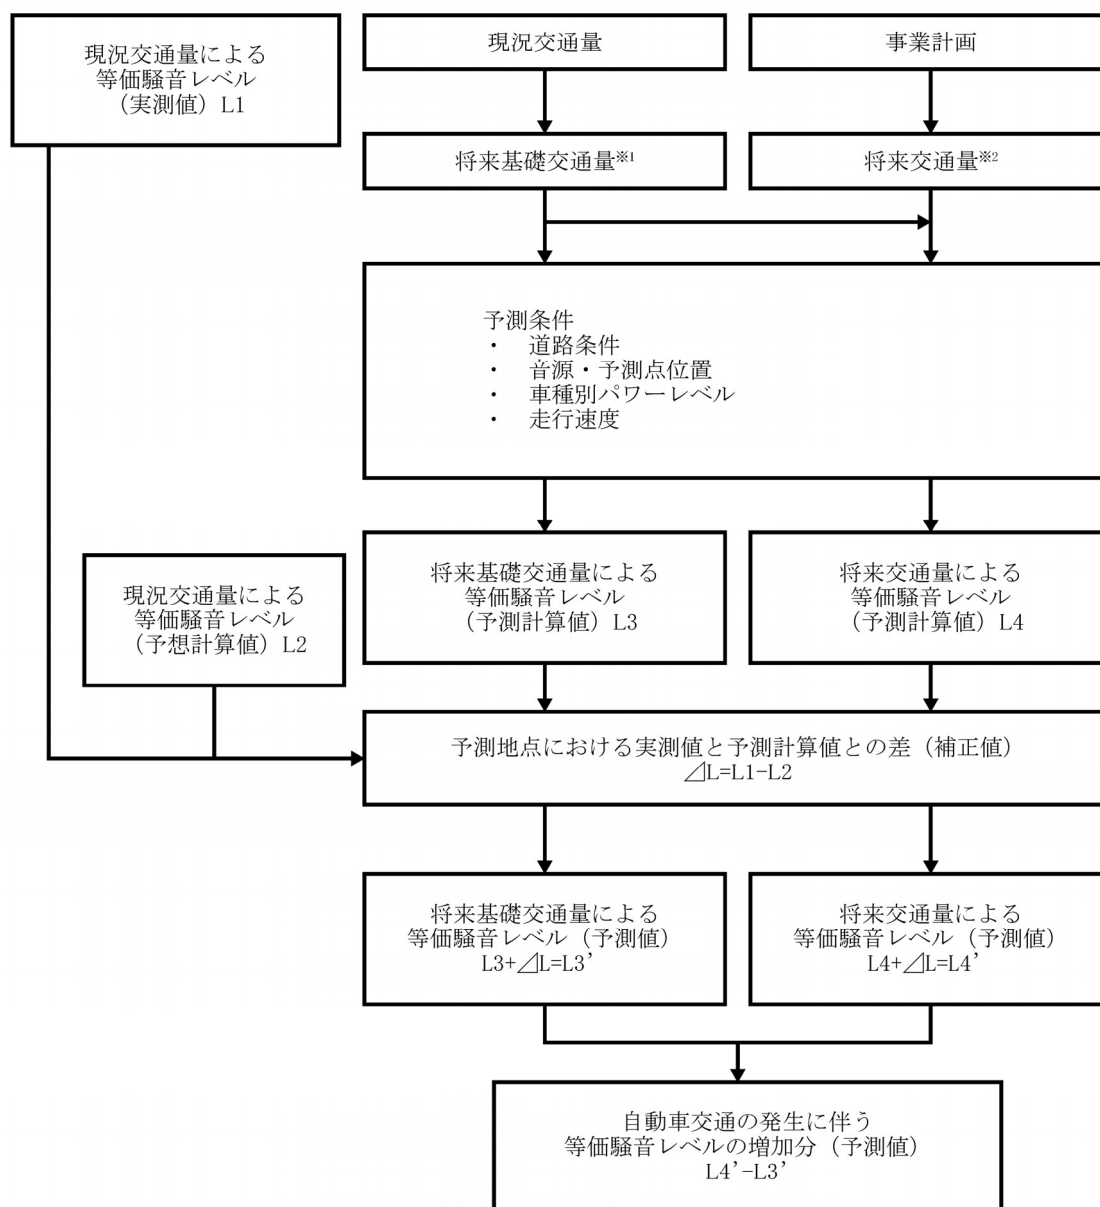 現況交通量による
等価騒音レベル
（実測値）L1
現況交通量
事業計画
将来基礎交通量※1
将来交通量※2
予測条件
・　道路条件
・　音源・予測点位置
・　車種別パワーレベル
・　走行速度
現況交通量による
等価騒音レベル
（予想計算値）L2
将来基礎交通量による
等価騒音レベル
（予測計算値）L3
将来交通量による
等価騒音レベル
（予測計算値）L4
予測地点における実測値と予測計算値との差（補正値）
⊿L=L1-L2
将来基礎交通量による
等価騒音レベル（予測値）
L3+⊿L=L3’
将来交通量による
等価騒音レベル（予測値）
L4+⊿L=L4’
自動車交通の発生に伴う
等価騒音レベルの増加分（予測値）
L4’-L3’